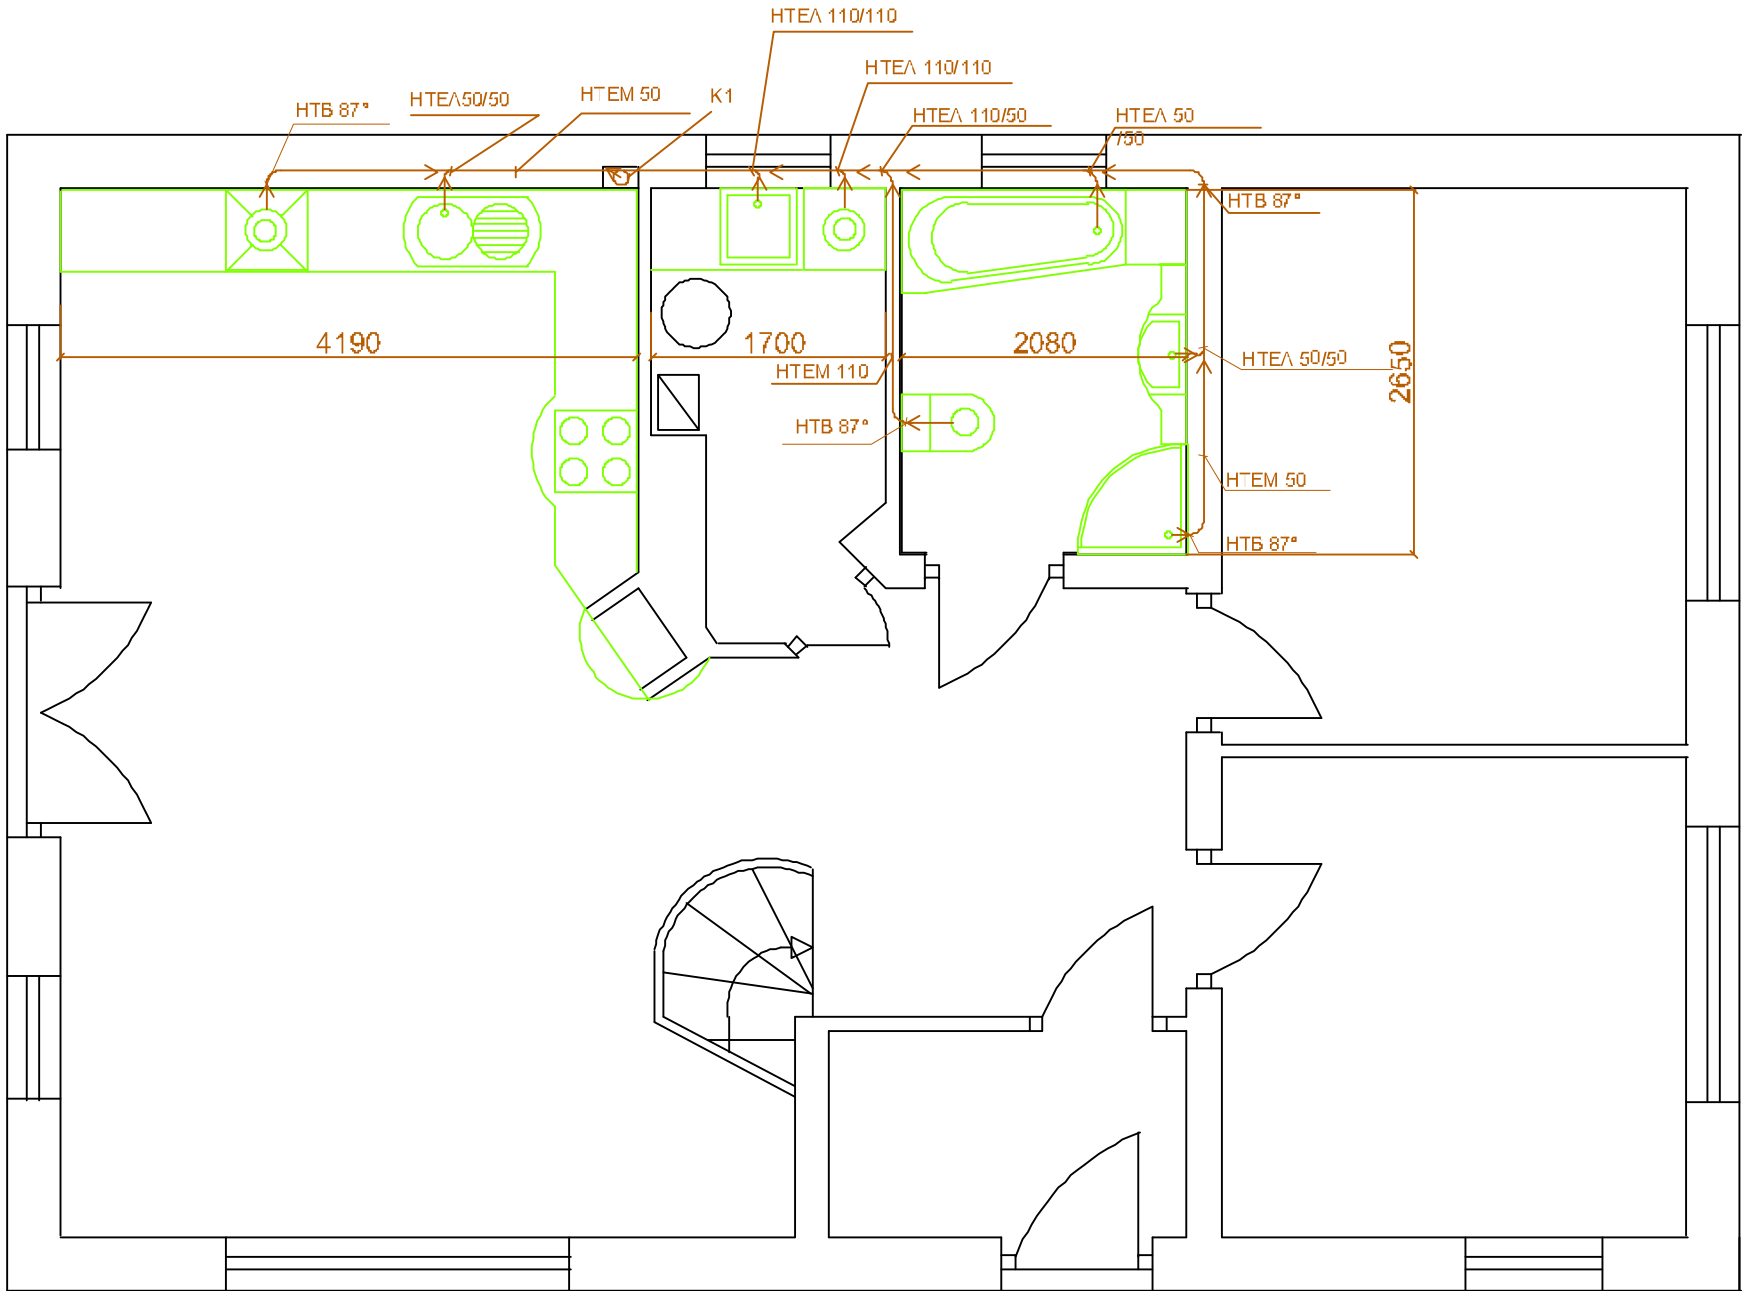 НТЕЛ 110/110
НТЕЛ 110/110
НТВ 87°
НТЕЛ50/50
НТЕМ 50
К1
НТЕЛ 110/50
НТЕЛ 50
/50
НТВ 87°
4190
1700
2080
НТЕМ 110
НТЕЛ 50/50
2650
НТВ 87°
НТЕМ 50
НТБ 87°